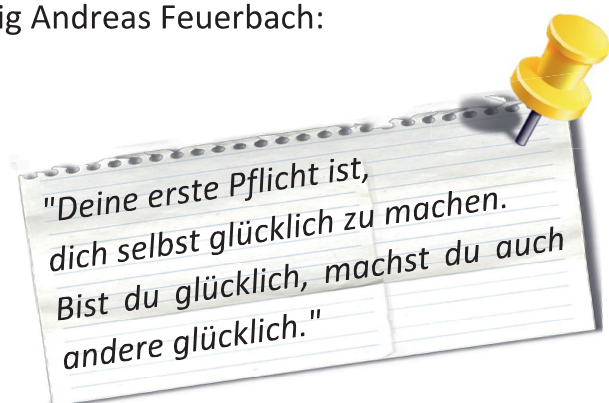 ig Andreas Feuerbach:
"Deine erste Pflicht ist,
dich selbst glücklich zu machen.
Bist du glücklich, machst du auch
andere glücklich."